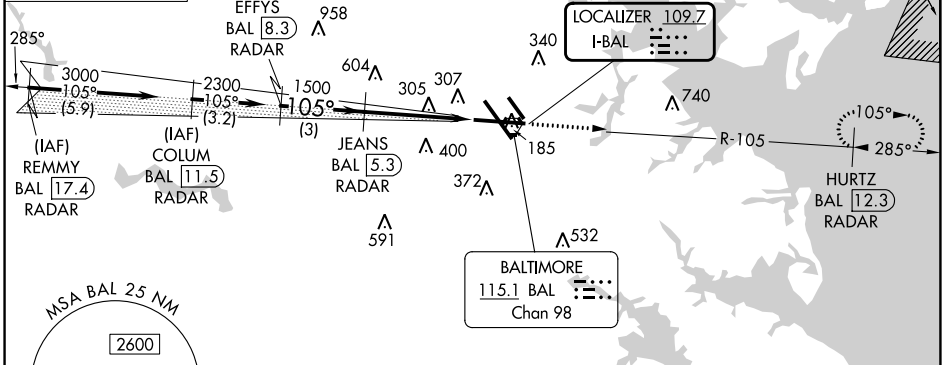 EFFYS
BAL 8.3
RADAR
958
LOCALIZER 109.7
I-BAL
285°
3000
105°
(5.9)
2300
105°
(3.2)
1500
105°
(3)
604
305
307
340
740
(IAF)
REMMY
BAL 17.4
RADAR
(IAF)
COLUM
BAL 11.5
RADAR
JEANS
BAL 5.3
RADAR
400
185
372
R-105
105°
285°
HURTZ
BAL 12.3
RADAR
591
532
BALTIMORE
115.1 BAL
Chan 98
MSA BAL 25 NM
2600